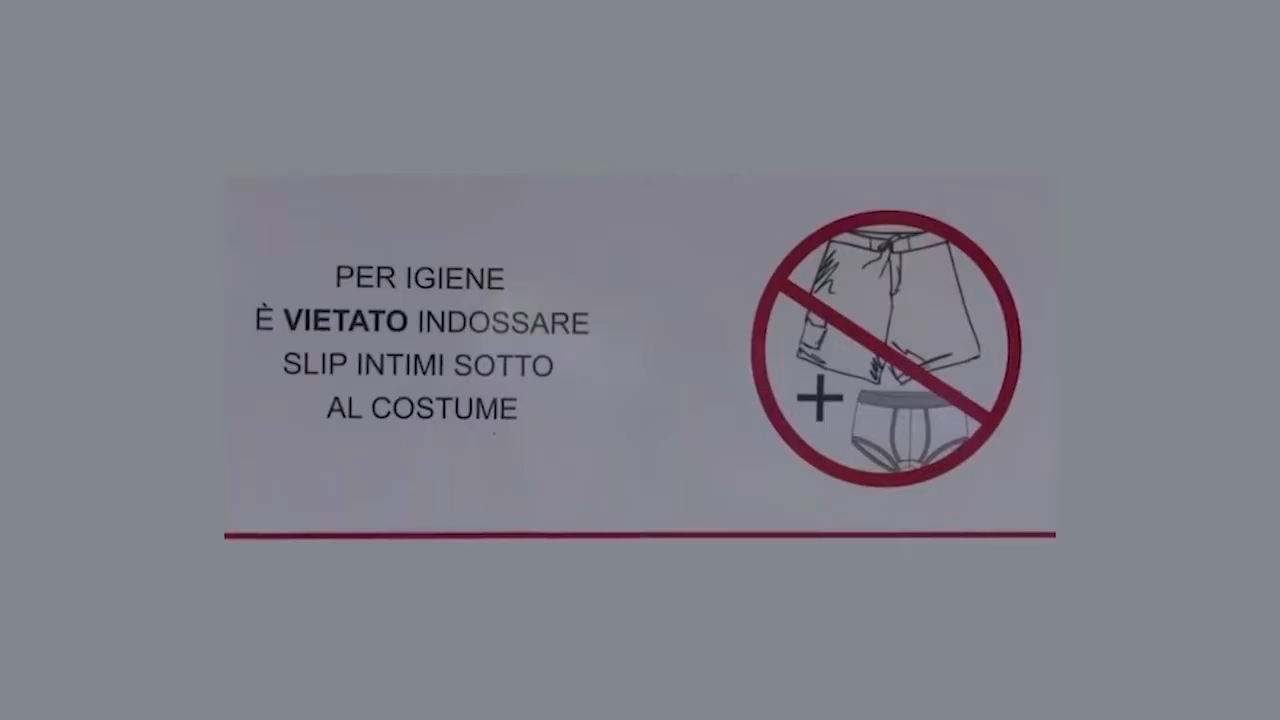 PER IGIENE
È VIETATO INDOSSARE
SLIP INTIMI SOTTO
AL COSTUME
+